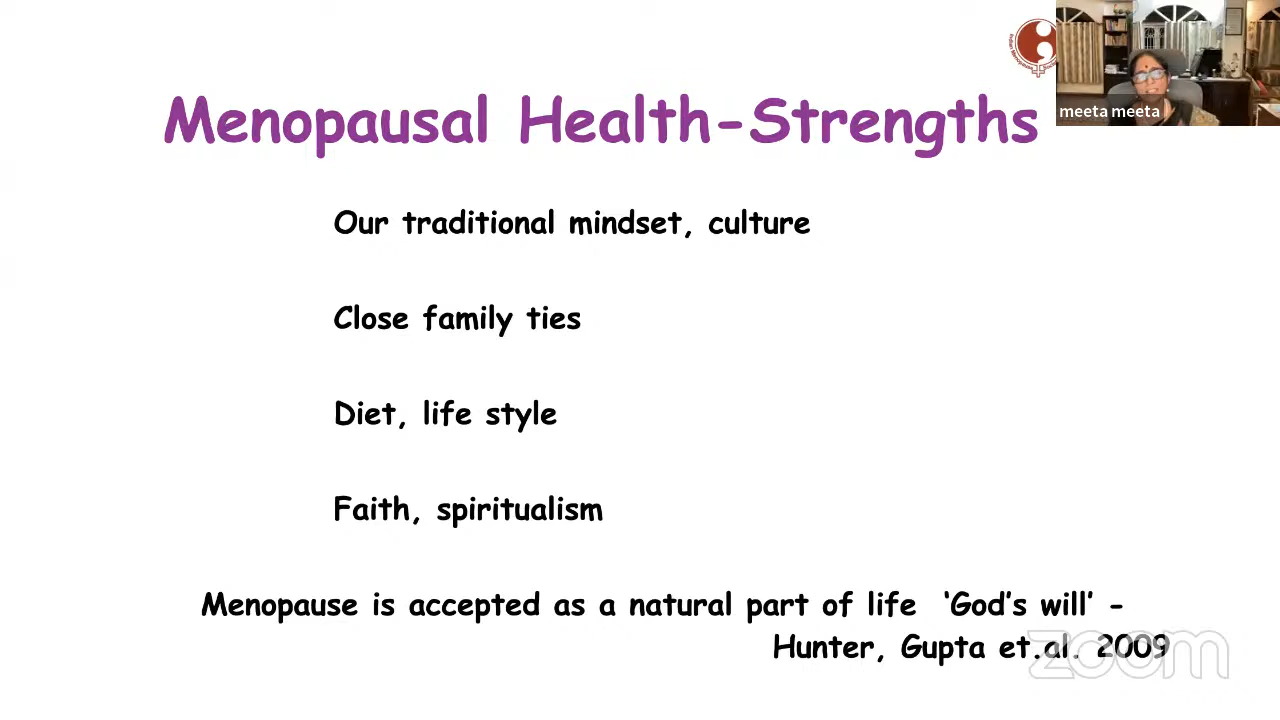 Menopausal Health-Strengths
meeta meeta
Our traditional mindset, culture
Close family ties
Diet, life style
Faith, spiritualism
Menopause is accepted as a natural part of life 'God's will' -
Hunter, Gupta et.al. 2009
zoom